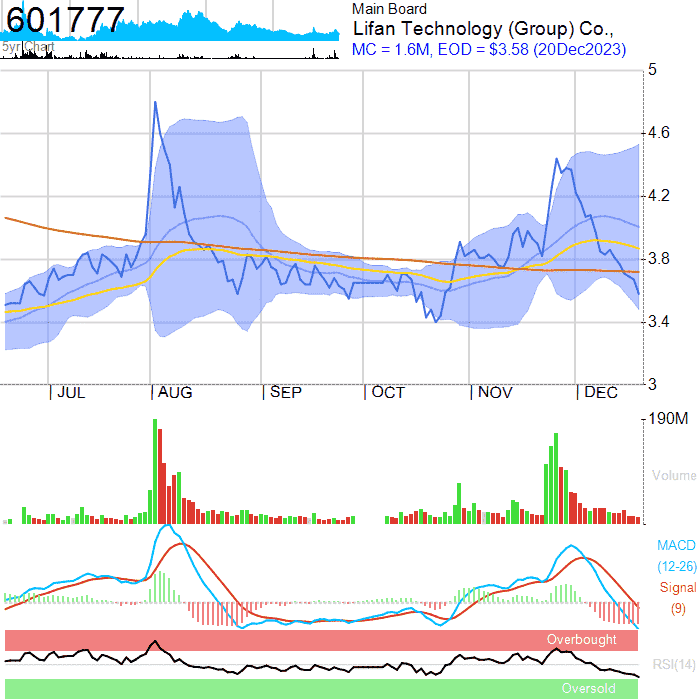 601777
5yr Chart
Main Board
Lifan Technology (Group) Co.,
MC = 1.6M, EOD = $3.58 (20Dec2023)
5
4.6
4.2
3.8
3.4
3
JUL AUG SEP OCT NOV DEC
190M
Volume
MACD
(12-26)
Signal
(9)
Overbought
RSI(14)
Oversold